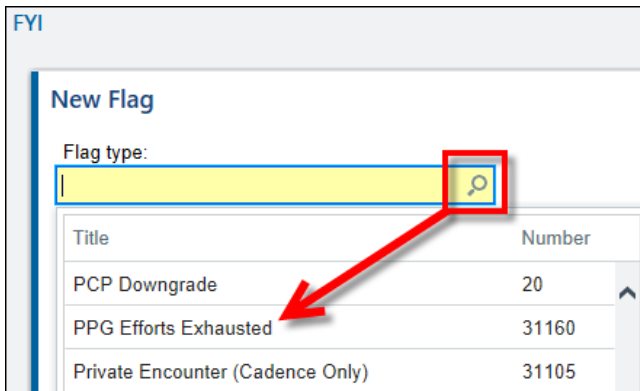 FYI
New Flag
Flag type:
Title Number
PCP Downgrade 20
PPG Efforts Exhausted 31160
Private Encounter (Cadence Only) 31105